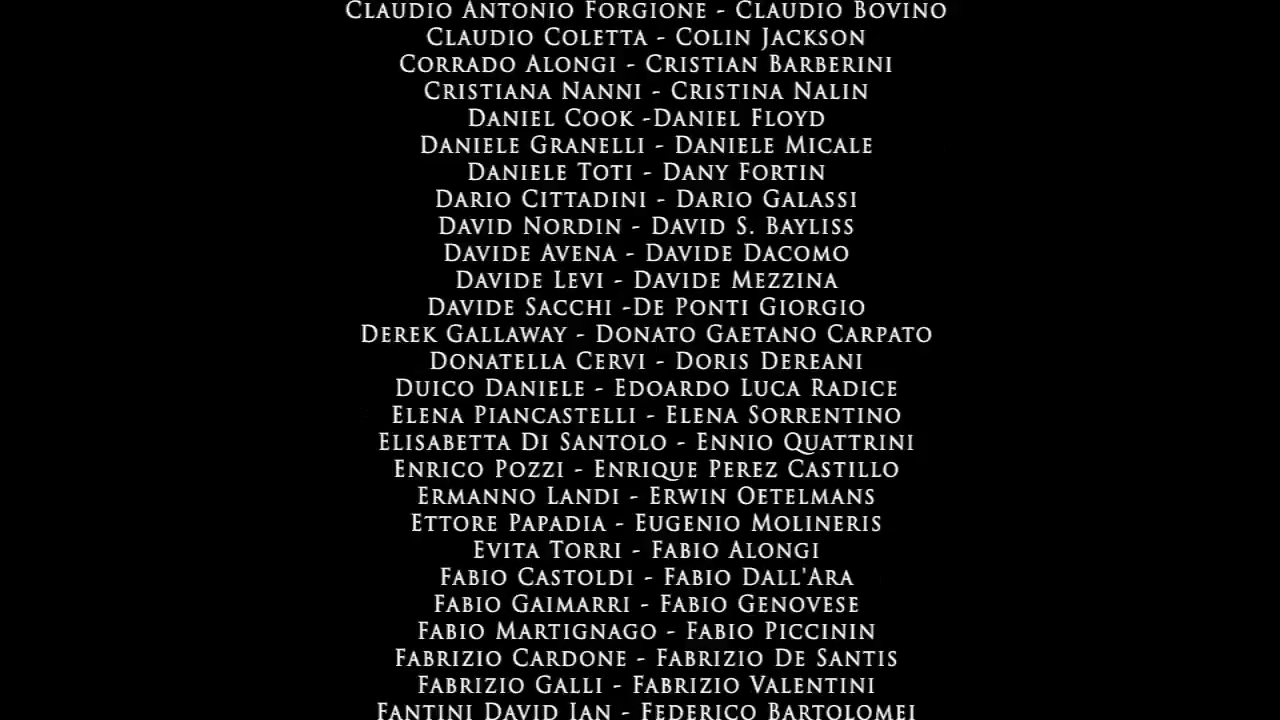 CLAUDIO ANTONIO FORGIONE - CLAUDIO BOVINO
CLAUDIO COLETTA - COLIN JACKSON
CORRADO ALONGI - CRISTIAN BARBERINI
CRISTIANA NANNI - CRISTINA NALIN
DANIEL COOK -DANIEL FLOYD
DANIELE GRANELLI - DANIELE MICALE
DANIELE TOTI - DANY FORTIN
DARIO CITTADINI - DARIO GALASSI
DAVID NORDIN - DAVID S. BAYLISS
DAVIDE AVENA - DAVIDE DACOMO
DAVIDE LEVI - DAVIDE MEZZINA
DAVIDE SACCHI -DE PONTI GIORGIO
DEREK GALLAWAY - DONATO GAETANO CARPATO
DONATELLA CERVI - DORIS DEREANI
DUICO DANIELE - EDOARDO LUCA RADICE
ELENA PIANCASTELLI - ELENA SORRENTINO
ELISABETTA DI SANTOLO - ENNIO QUATTRINI
ENRICO POZZI - ENRIQUE PEREZ CASTILLO
ERMANNO LANDI - ERWIN OETELMANS
ETTORE PAPADIA - EUGENIO MOLINERIS
EVITA TORRI - FABIO ALONGI
FABIO CASTOLDI - FABIO DALL'ARA
FABIO GAIMARRI - FABIO GENOVESE
FABIO MARTIGNAGO - FABIO PICCININ
FABRIZIO CARDONE - FABRIZIO DE SANTIS
FABRIZIO GALLI - FABRIZIO VALENTINI
FANTINI DAVID IAN - FEDERICO BARTOLOMEI